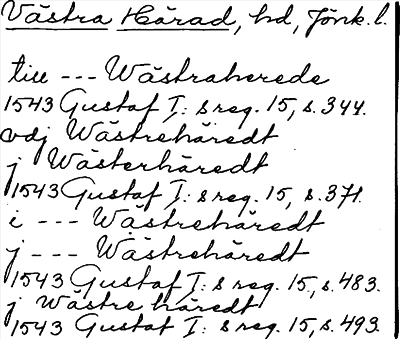 Västra Härad, hd, Jönk. l.
till --- Wästraherede
1543 Gustaf I: s reg. 15, s. 344.
vdj Wästrehäredt
j Wästerhäredt
1543 Gustaf I: s reg. 15, s. 371.
i --- Wästrehäredt
j --- Wästrehäredt
1543 Gustaf I: s reg. 15, s. 483.
j Wästre häredt
1543 Gustaf I: s reg. 15, s. 493.